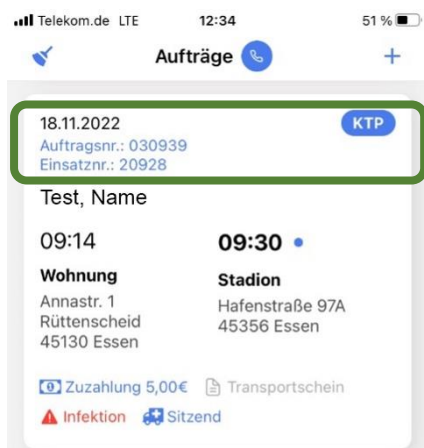 Telekom.de LTE 12:34 51 %
Aufträge
18.11.2022 KTP
Auftragsnr.: 030939
Einsatznr.: 20928
Test, Name
09:14 09:30
Wohnung Stadion
Annastr. 1 Hafenstraße 97A
Rüttenscheid 45356 Essen
45130 Essen
Zuzahlung 5,00€ Transportschein
Infektion Sitzend